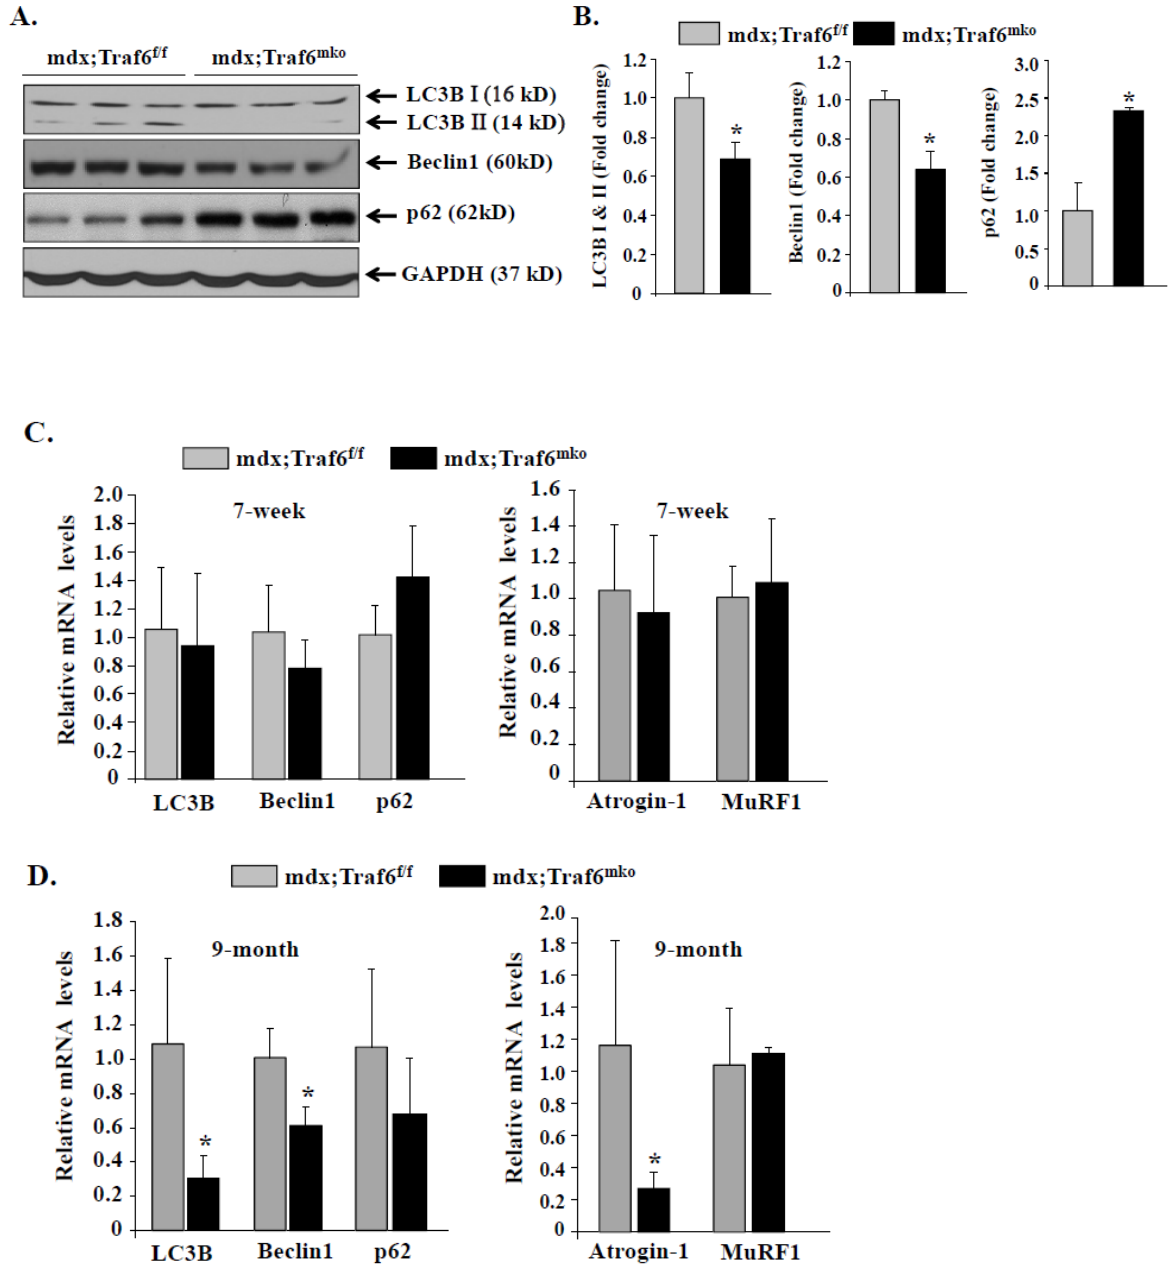 A.
mdx;Traf6f/f mdx;Traf6mko
LC3B I (16 kD)
LC3B II (14 kD)
Beclin1 (60kD)
p62 (62kD)
GAPDH (37 kD)
B.
mdx;Traf6f/f mdx;Traf6mko
LC3B I & II (Fold change)
1.2
1.0
0.8
0.6
0.4
0.2
0
*
Beclin1 (Fold change)
1.2
1.0
0.8
0.6
0.4
0.2
0
*
p62 (Fold change)
3.0
2.5
2.0
1.5
1.0
0.5
0
*
C.
mdx;Traf6f/f mdx;Traf6mko
Relative mRNA levels
2.0
1.8
1.6
1.4
1.2
1.0
0.8
0.6
0.4
0.2
0
7-week
LC3B Beclin1 p62
Relative mRNA levels
1.6
1.4
1.2
1.0
0.8
0.6
0.4
0.2
0
7-week
Atrogin-1 MuRF1
D.
mdx;Traf6f/f mdx;Traf6mko
Relative mRNA levels
1.8
1.6
1.4
1.2
1.0
0.8
0.6
0.4
0.2
0
9-month
*
*
LC3B Beclin1 p62
Relative mRNA levels
2.0
1.8
1.6
1.4
1.2
1.0
0.8
0.6
0.4
0.2
0
9-month
*
Atrogin-1 MuRF1